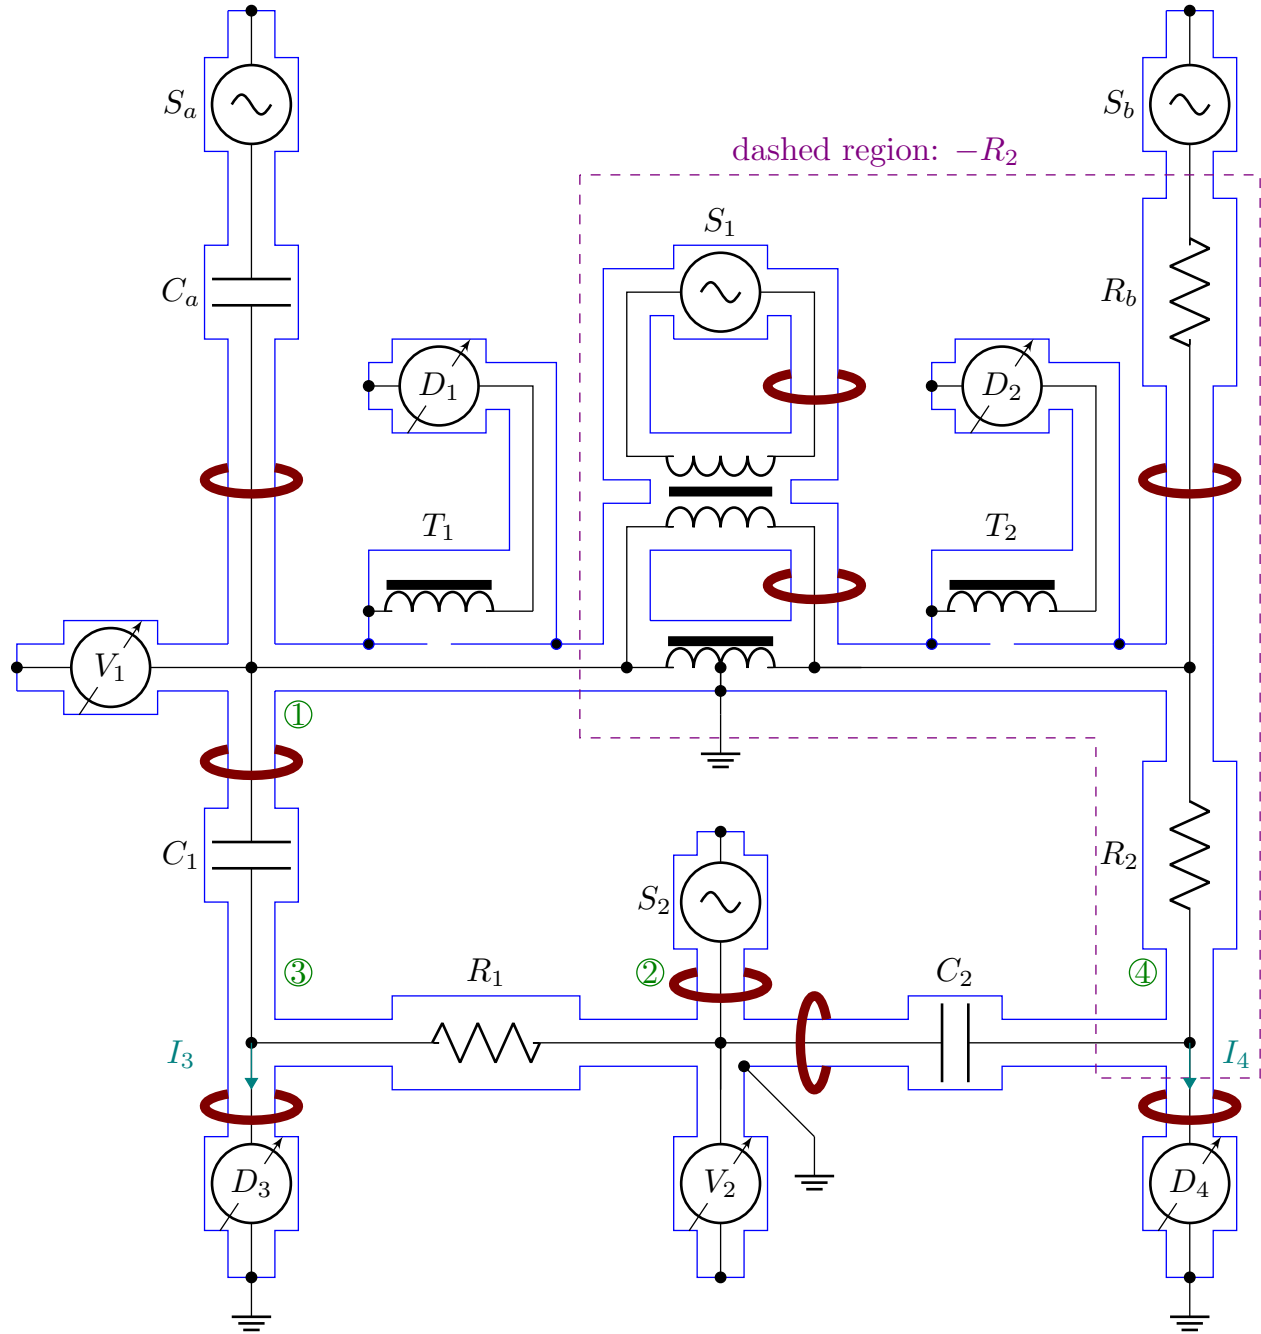 S_a
S_b
dashed region: −R_2
S_1
C_a
R_b
D_1
D_2
T_1
T_2
V_1
①
C_1
R_2
S_2
③
R_1
②
C_2
④
I_3
I_4
D_3
V_2
D_4